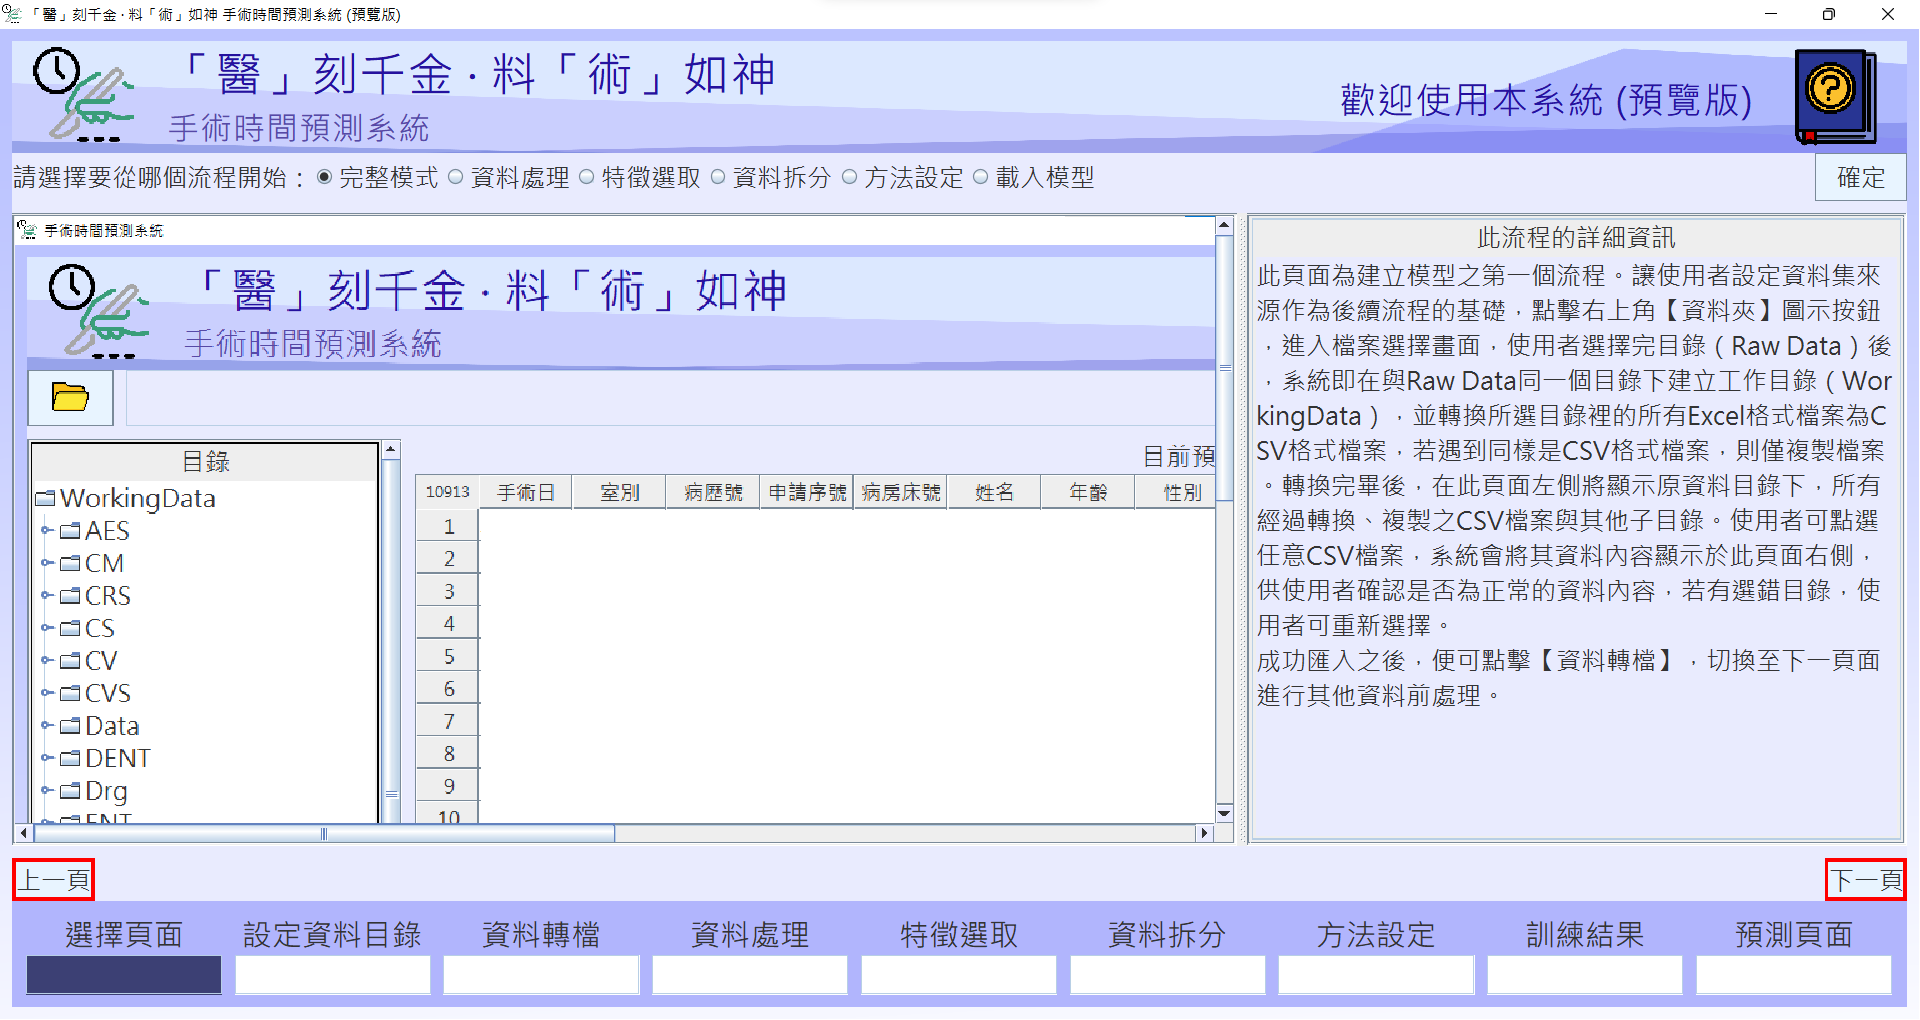 「醫」刻千金 · 料「術」如神 手術時間預測系統 (預覽版)
「醫」刻千金 · 料「術」如神
手術時間預測系統
歡迎使用本系統 (預覽版)
請選擇要從哪個流程開始： 完整模式 資料處理 特徵選取 資料拆分 方法設定 載入模型
確定
手術時間預測系統
「醫」刻千金 · 料「術」如神
手術時間預測系統
目錄
WorkingData
AES
CM
CRS
CS
CV
CVS
Data
DENT
Drg
ENT
目前預
10913 手術日 室別 病歷號 申請序號 病房床號 姓名 年齡 性別
1
2
3
4
5
6
7
8
9
10
此流程的詳細資訊
此頁面為建立模型之第一個流程。讓使用者設定資料集來
源作為後續流程的基礎，點擊右上角【資料夾】圖示按鈕
，進入檔案選擇畫面，使用者選擇完目錄（Raw Data）後
，系統即在與Raw Data同一個目錄下建立工作目錄（Wor
kingData），並轉換所選目錄裡的所有Excel格式檔案為C
SV格式檔案，若遇到同樣是CSV格式檔案，則僅複製檔案
。轉換完畢後，在此頁面左側將顯示原資料目錄下，所有
經過轉換、複製之CSV檔案與其他子目錄。使用者可點選
任意CSV檔案，系統會將其資料內容顯示於此頁面右側，
供使用者確認是否為正常的資料內容，若有選錯目錄，使
用者可重新選擇。
成功匯入之後，便可點擊【資料轉檔】，切換至下一頁面
進行其他資料前處理。
上一頁
下一頁
選擇頁面 設定資料目錄 資料轉檔 資料處理 特徵選取 資料拆分 方法設定 訓練結果 預測頁面